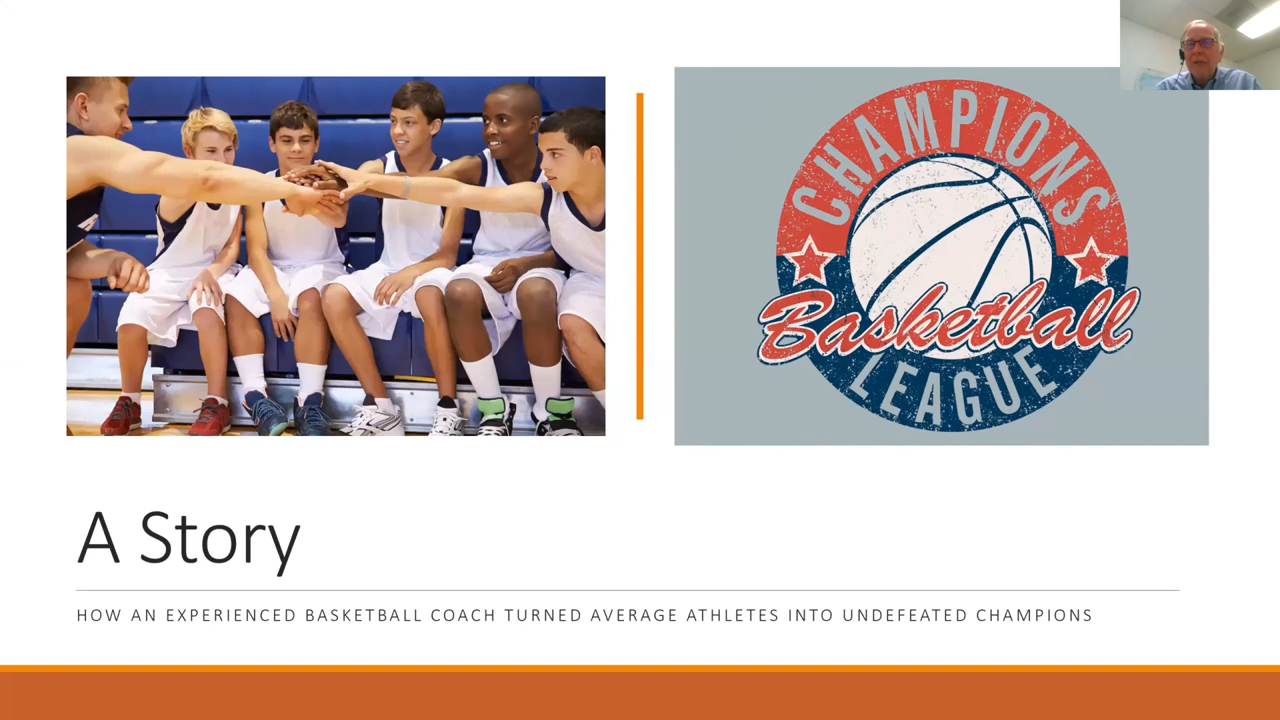 CHAMPIONS
Basketball
LEAGUE
A Story
HOW AN EXPERIENCED BASKETBALL COACH TURNED AVERAGE ATHLETES INTO UNDEFEATED CHAMPIONS